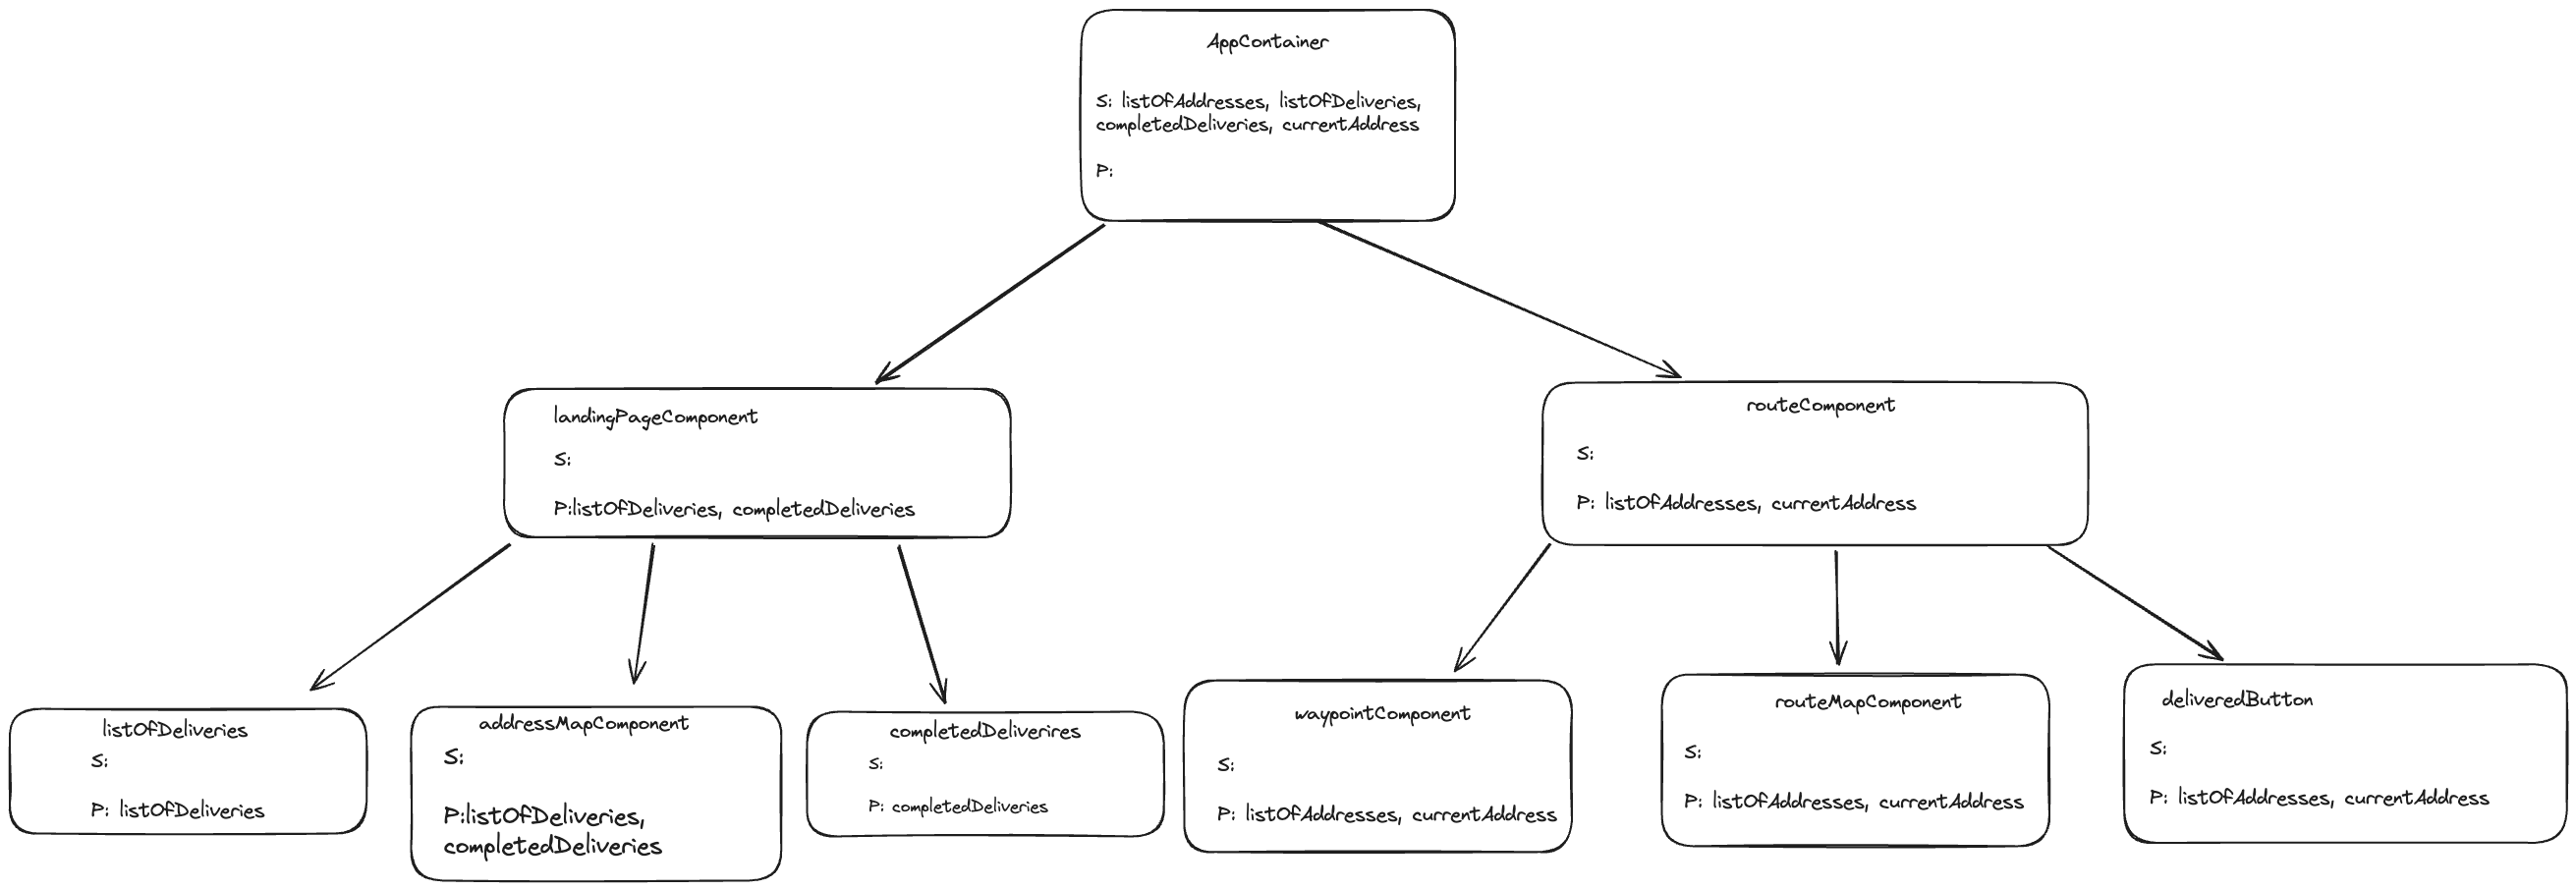 AppContainer
S: listOfAddresses, listOfDeliveries,
completedDeliveries, currentAddress
P:
landingPageComponent
S:
P:listOfDeliveries, completedDeliveries
routeComponent
S:
P: listOfAddresses, currentAddress
listOfDeliveries
S:
P: listOfDeliveries
addressMapComponent
S:
P:listOfDeliveries,
completedDeliveries
completedDeliverires
S:
P: completedDeliveries
waypointComponent
S:
P: listOfAddresses, currentAddress
routeMapComponent
S:
P: listOfAddresses, currentAddress
deliveredButton
S:
P: listOfAddresses, currentAddress